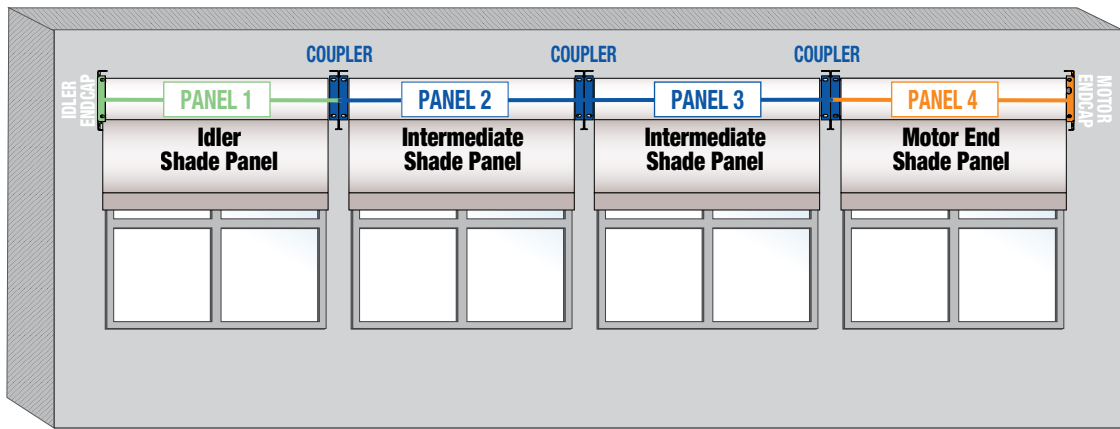 COUPLER COUPLER COUPLER
IDLER
ENDCAP
PANEL 1
PANEL 2
PANEL 3
PANEL 4
MOTOR
ENDCAP
Idler
Shade Panel
Intermediate
Shade Panel
Intermediate
Shade Panel
Motor End
Shade Panel